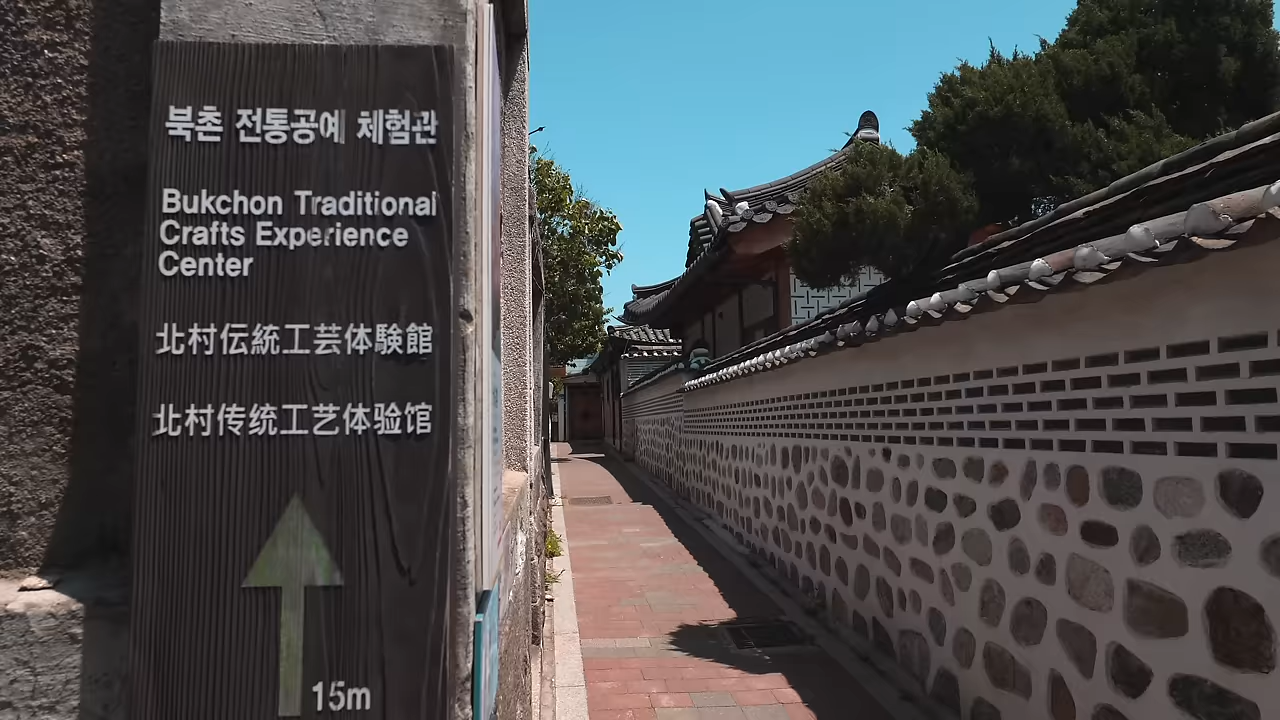 북촌 전통공예 체험관
Bukchon Traditional
Crafts Experience
Center
北村伝統工芸体験館
北村传统工艺体验馆
15m